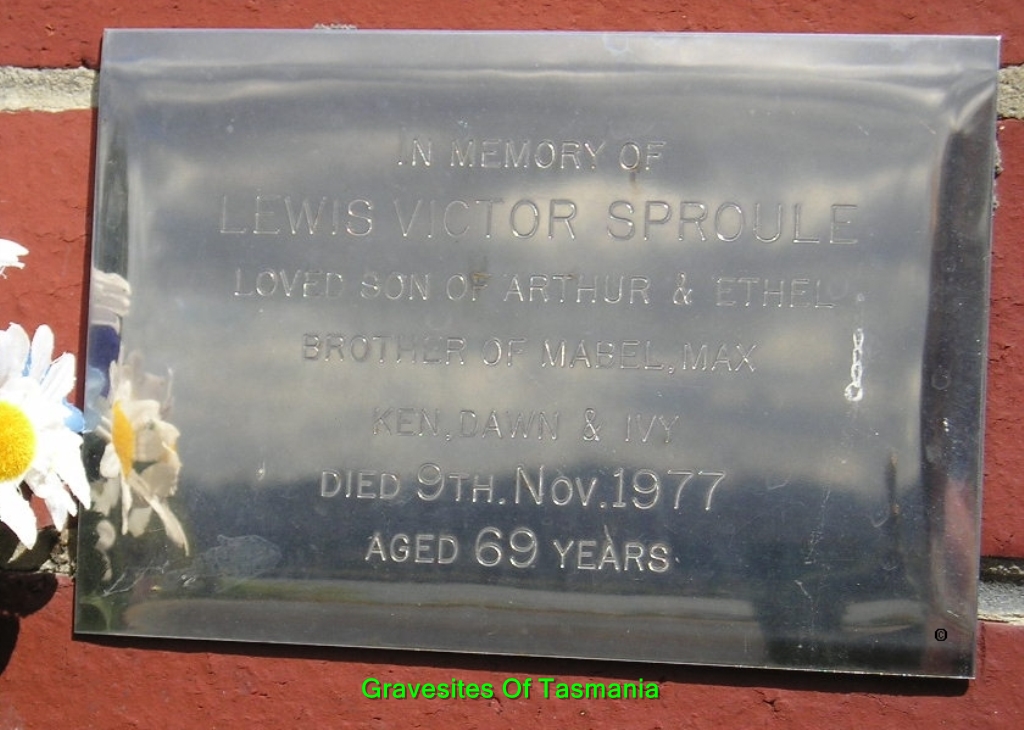 IN MEMORY OF
LEWIS VICTOR SPROULE
LOVED SON OF ARTHUR & ETHEL
BROTHER OF MABEL, MAX
KEN, DAWN & IVY
DIED 9TH. NOV. 1977
AGED 69 YEARS
©
Gravesites Of Tasmania